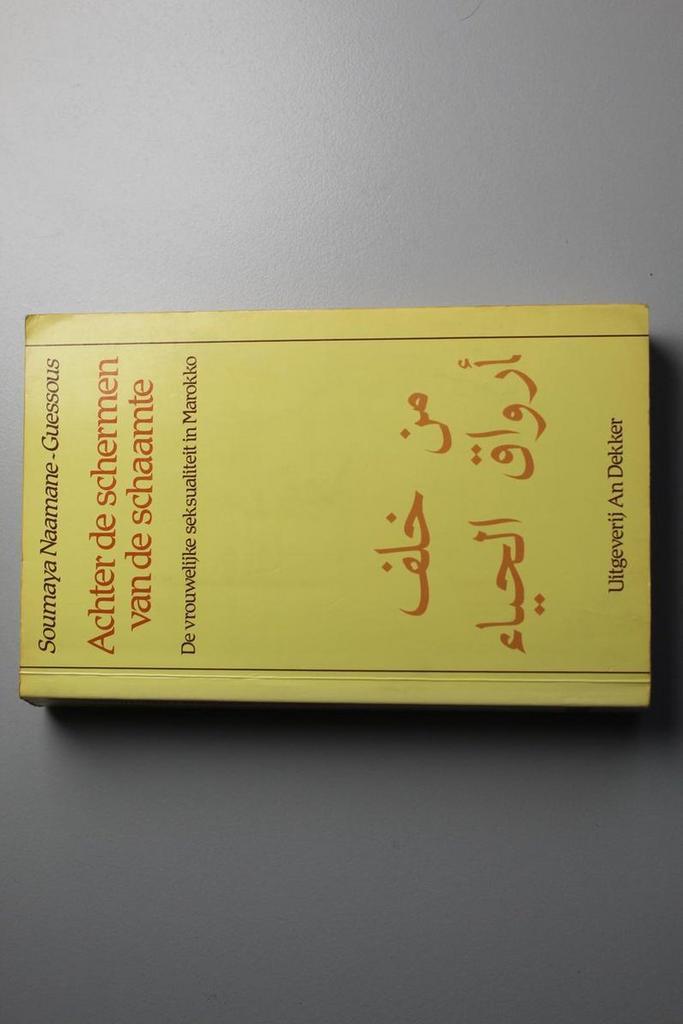 Soumaya Naamane-Guessous
Achter de schermen
van de schaamte
De vrouwelijke seksualiteit in Marokko
من خلف
أرواق الحياء
Uitgeverij An Dekker